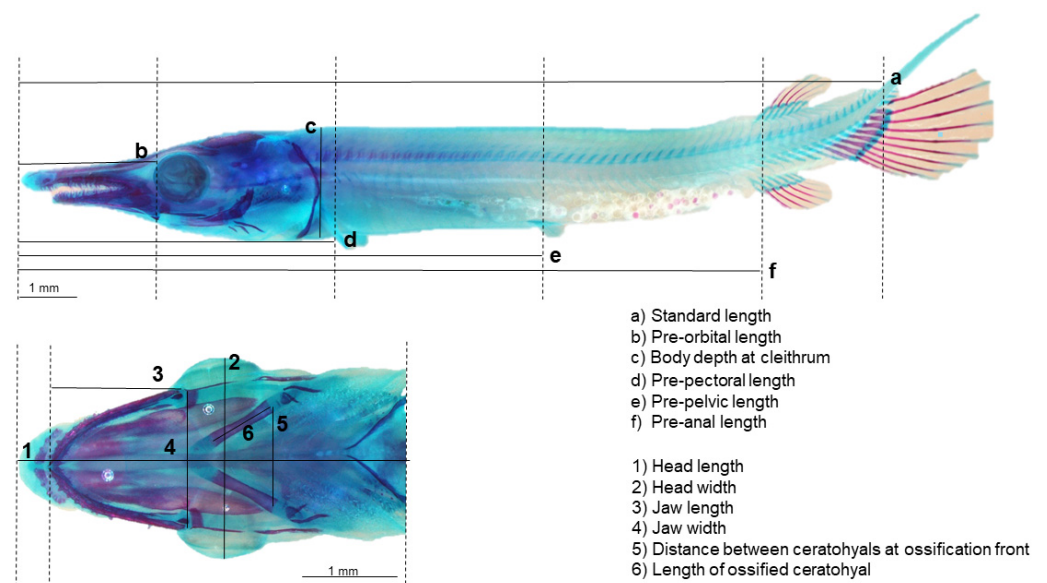 a
b
c
d
e
f
1 mm
a) Standard length
b) Pre-orbital length
c) Body depth at cleithrum
d) Pre-pectoral length
e) Pre-pelvic length
f) Pre-anal length
1
2
3
4
5
6
1 mm
1) Head length
2) Head width
3) Jaw length
4) Jaw width
5) Distance between ceratohyals at ossification front
6) Length of ossified ceratohyal